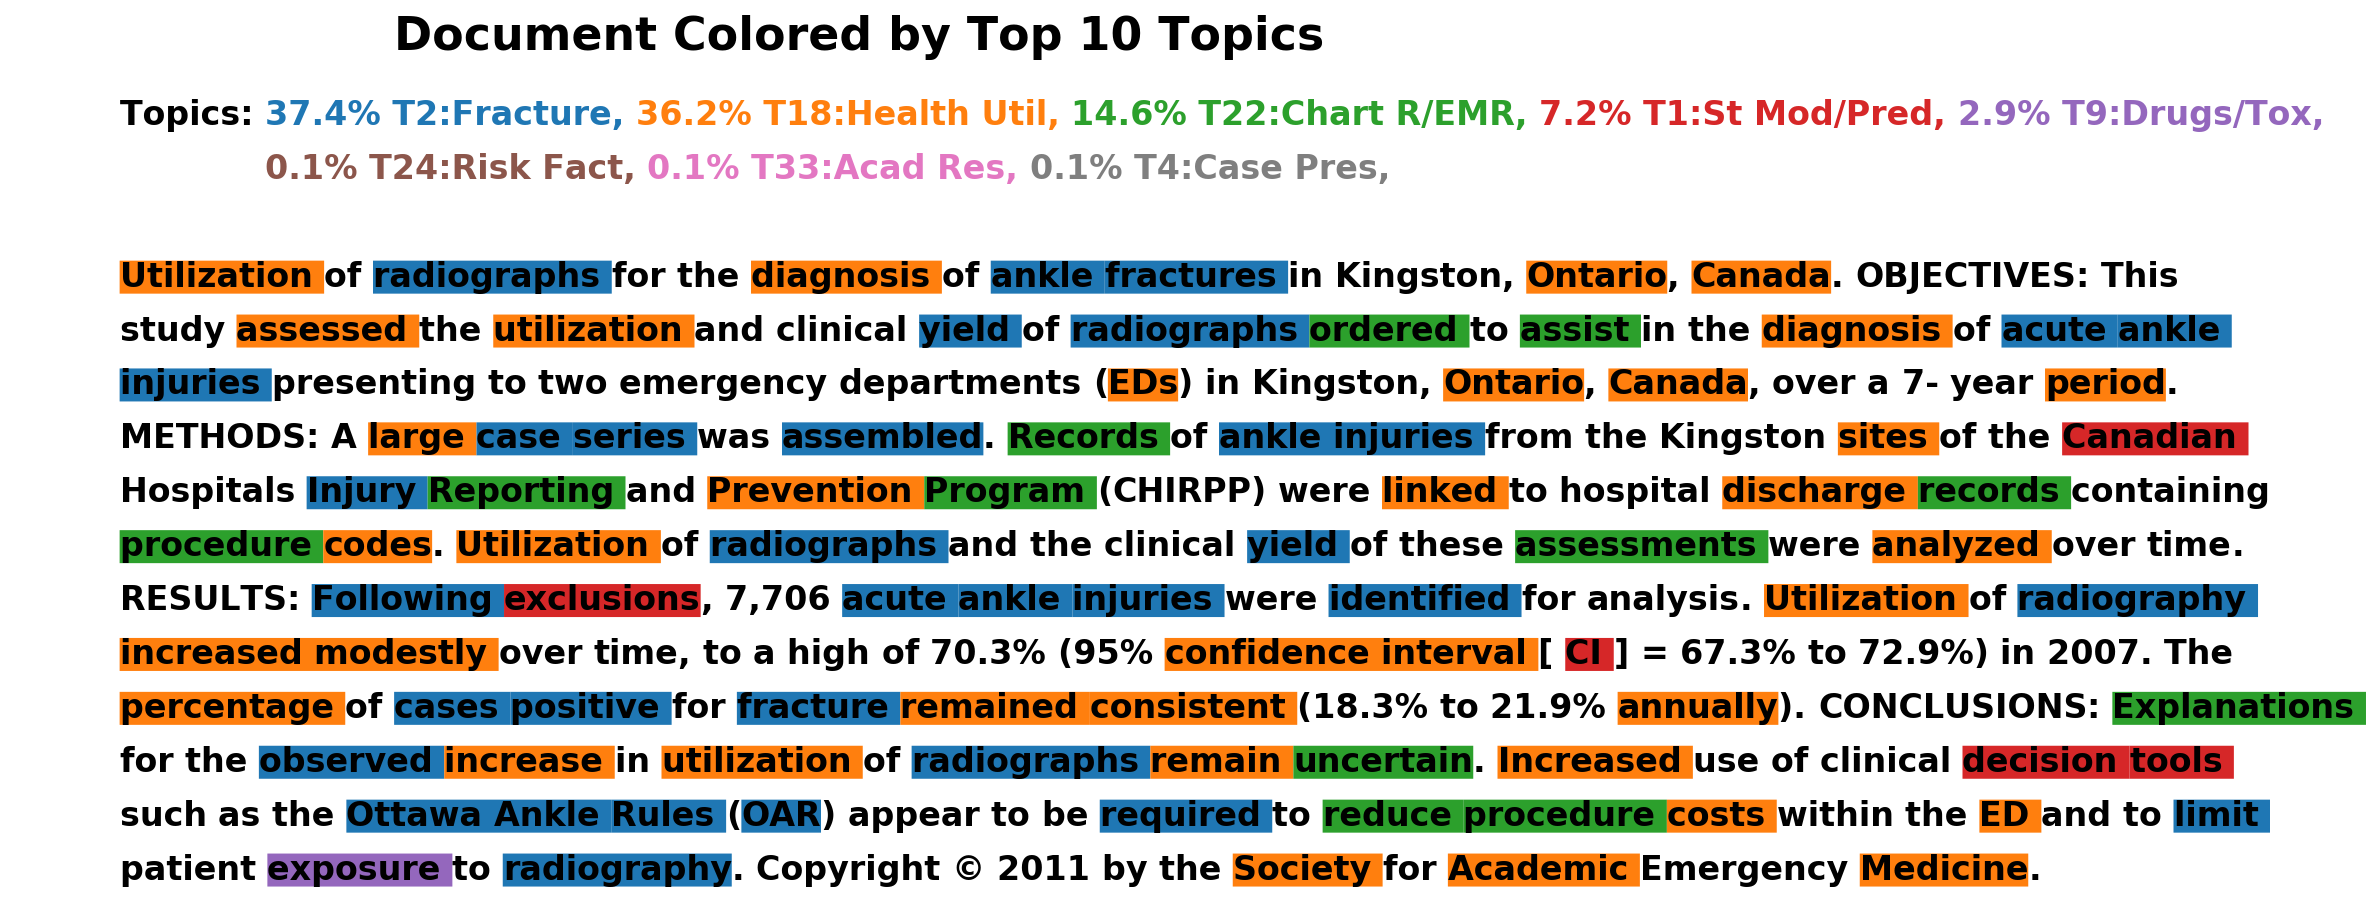 Document Colored by Top 10 Topics
Topics: 37.4% T2:Fracture, 36.2% T18:Health Util, 14.6% T22:Chart R/EMR, 7.2% T1:St Mod/Pred, 2.9% T9:Drugs/Tox,
0.1% T24:Risk Fact, 0.1% T33:Acad Res, 0.1% T4:Case Pres,
Utilization of radiographs for the diagnosis of ankle fractures in Kingston, Ontario, Canada. OBJECTIVES: This
study assessed the utilization and clinical yield of radiographs ordered to assist in the diagnosis of acute ankle
injuries presenting to two emergency departments (EDs) in Kingston, Ontario, Canada, over a 7- year period.
METHODS: A large case series was assembled. Records of ankle injuries from the Kingston sites of the Canadian
Hospitals Injury Reporting and Prevention Program (CHIRPP) were linked to hospital discharge records containing
procedure codes. Utilization of radiographs and the clinical yield of these assessments were analyzed over time.
RESULTS: Following exclusions, 7,706 acute ankle injuries were identified for analysis. Utilization of radiography
increased modestly over time, to a high of 70.3% (95% confidence interval [ CI ] = 67.3% to 72.9%) in 2007. The
percentage of cases positive for fracture remained consistent (18.3% to 21.9% annually). CONCLUSIONS: Explanations
for the observed increase in utilization of radiographs remain uncertain. Increased use of clinical decision tools
such as the Ottawa Ankle Rules (OAR) appear to be required to reduce procedure costs within the ED and to limit
patient exposure to radiography. Copyright © 2011 by the Society for Academic Emergency Medicine.